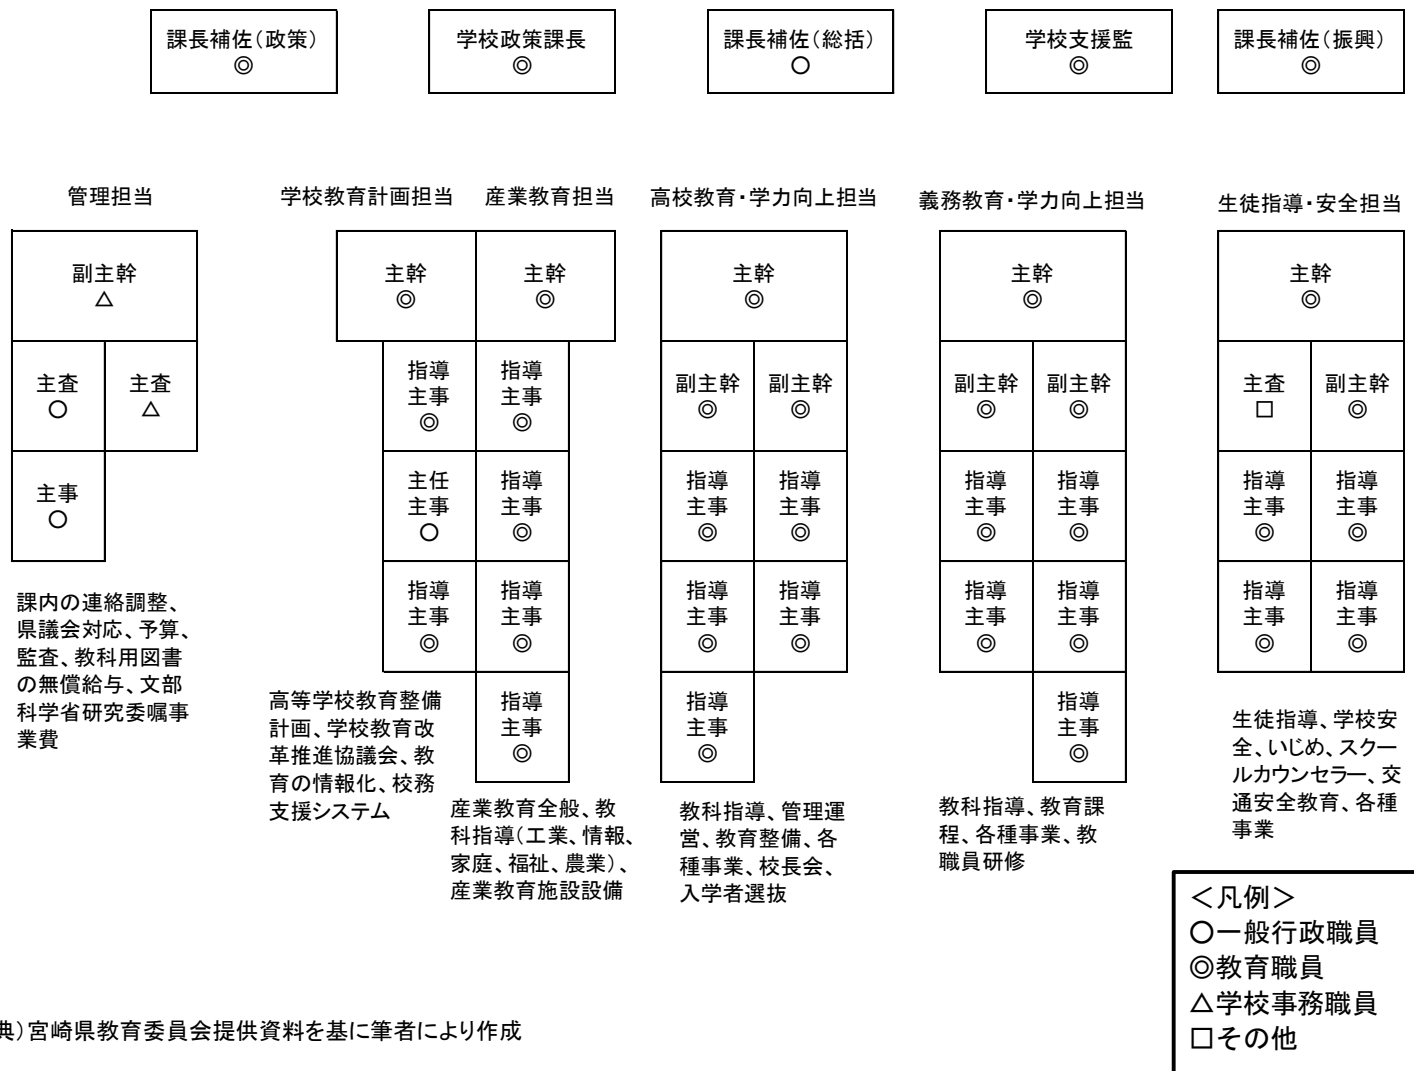 課長補佐（政策）
◎
学校政策課長
◎
課長補佐（総括）
〇
学校支援監
◎
課長補佐（振興）
◎
管理担当
副主幹
△
主査
〇
主査
△
主事
〇
課内の連絡調整、
県議会対応、予算、
監査、教科用図書
の無償給与、文部
科学省研究委嘱事
業費
学校教育計画担当
主幹
◎
指導
主事
◎
主任
主事
〇
指導
主事
◎
高等学校教育整備
計画、学校教育改
革推進協議会、教
育の情報化、校務
支援システム
産業教育担当
主幹
◎
指導
主事
◎
指導
主事
◎
指導
主事
◎
指導
主事
◎
産業教育全般、教
科指導（工業、情報、
家庭、福祉、農業）、
産業教育施設設備
高校教育・学力向上担当
主幹
◎
副主幹
◎
副主幹
◎
指導
主事
◎
指導
主事
◎
指導
主事
◎
指導
主事
◎
指導
主事
◎
教科指導、管理運
営、教育整備、各
種事業、校長会、
入学者選抜
義務教育・学力向上担当
主幹
◎
副主幹
◎
副主幹
◎
指導
主事
◎
指導
主事
◎
指導
主事
◎
指導
主事
◎
指導
主事
◎
教科指導、教育課
程、各種事業、教
職員研修
生徒指導・安全担当
主幹
◎
主査
□
副主幹
◎
指導
主事
◎
指導
主事
◎
指導
主事
◎
指導
主事
◎
生徒指導、学校安
全、いじめ、スクー
ルカウンセラー、交
通安全教育、各種
事業
＜凡例＞
〇一般行政職員
◎教育職員
△学校事務職員
□その他
典）宮崎県教育委員会提供資料を基に筆者により作成